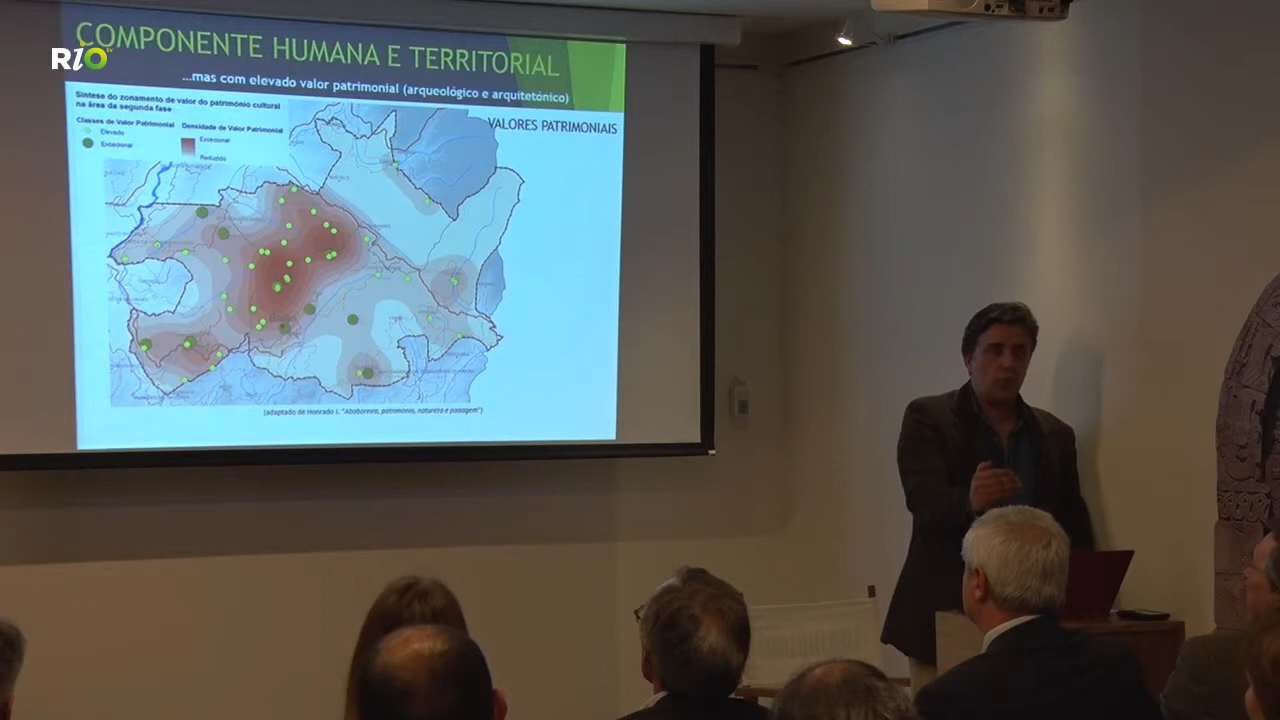 RiO
COMPONENTE HUMANA E TERRITORIAL
...mas com elevado valor patrimonial (arqueológico e arquitetónico)
Síntese do zonamento de valor do património cultural
na área da segunda fase
Classes de Valor Patrimonial
Elevado
Excecional
Densidade de Valor Patrimonial
Excecional
Reduzido
VALORES PATRIMONIAIS
(adaptado de Honrado J. "Aboboreira, património, natureza e paisagem")